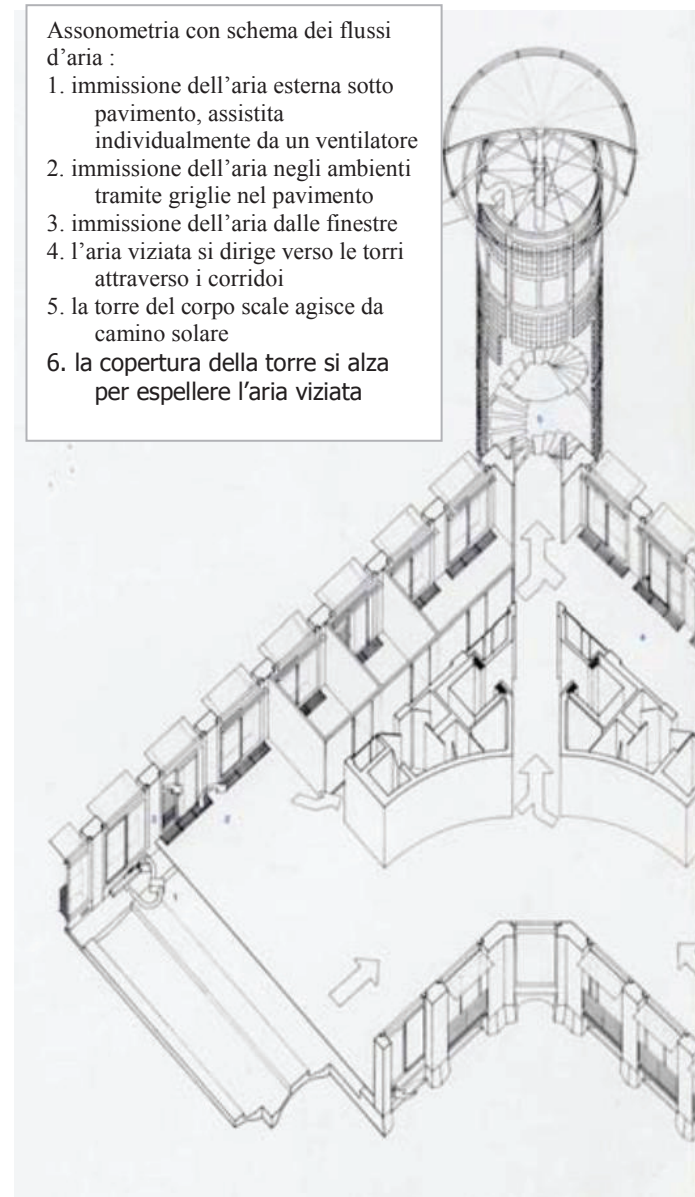 Assonometria con schema dei flussi
d’aria :
1. immissione dell’aria esterna sotto
pavimento, assistita
individualmente da un ventilatore
2. immissione dell’aria negli ambienti
tramite griglie nel pavimento
3. immissione dell’aria dalle finestre
4. l’aria viziata si dirige verso le torri
attraverso i corridoi
5. la torre del corpo scale agisce da
camino solare
6. la copertura della torre si alza
per espellere l’aria viziata